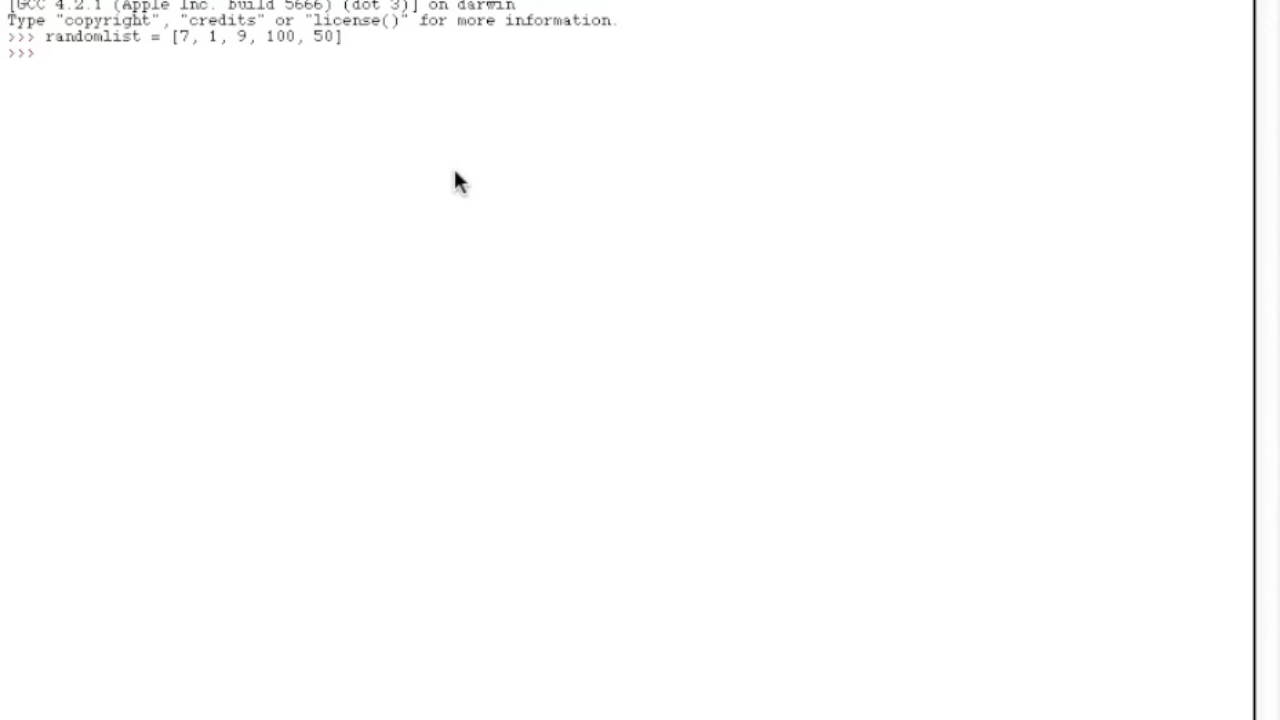 [GCC 4.2.1 (Apple Inc. build 5666) (dot 3)] on darwin
Type "copyright", "credits" or "license()" for more information.
>>> randomlist = [7, 1, 9, 100, 50]
>>>